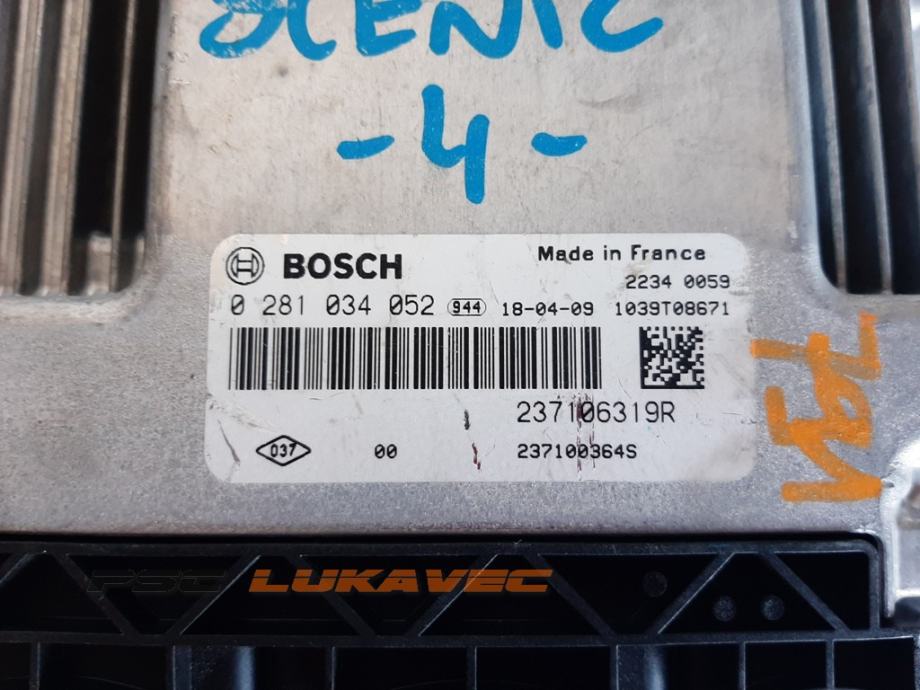 SCENIC
- 4 -
BOSCH
Made in France
2234 0059
0 281 034 052 944 18-04-09 1039T08671
237106319R
037 00 237100364S
PSC LUKAVEC